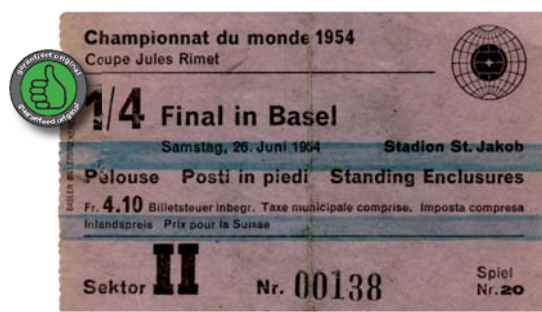 Championnat du monde 1954
Coupe Jules Rimet
garantiert.original
guaranteed.original
1/4 Final in Basel
Samstag, 26. Juni 1954 Stadion St. Jakob
Pelouse Posti in piedi Standing Enclusures
Fr. 4.10 Billetsteuer inbegr. Taxe municipale comprise. Imposta compresa
Inlandspreis Prix pour la Suisse
Sektor II Nr. 00138 Spiel
Nr. 20